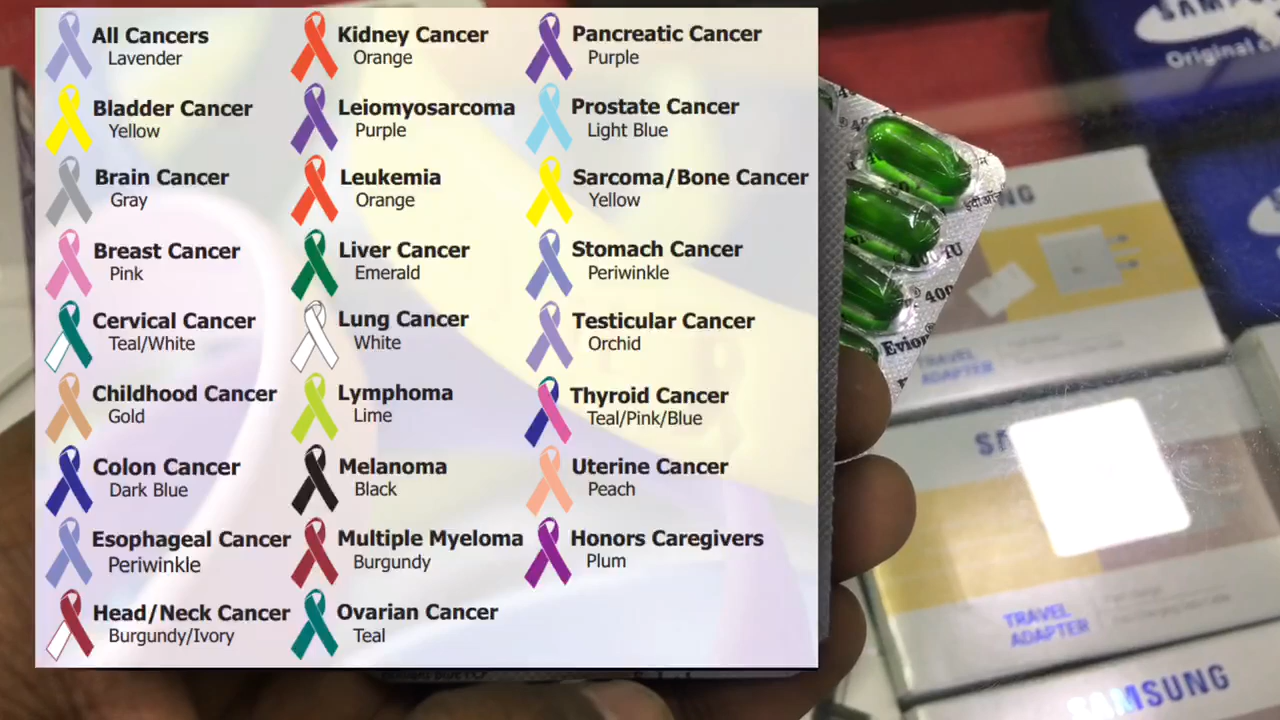 All Cancers
Lavender
Bladder Cancer
Yellow
Brain Cancer
Gray
Breast Cancer
Pink
Cervical Cancer
Teal/White
Childhood Cancer
Gold
Colon Cancer
Dark Blue
Esophageal Cancer
Periwinkle
Head/Neck Cancer
Burgundy/Ivory
Kidney Cancer
Orange
Leiomyosarcoma
Purple
Leukemia
Orange
Liver Cancer
Emerald
Lung Cancer
White
Lymphoma
Lime
Melanoma
Black
Multiple Myeloma
Burgundy
Ovarian Cancer
Teal
Pancreatic Cancer
Purple
Prostate Cancer
Light Blue
Sarcoma/Bone Cancer
Yellow
Stomach Cancer
Periwinkle
Testicular Cancer
Orchid
Thyroid Cancer
Teal/Pink/Blue
Uterine Cancer
Peach
Honors Caregivers
Plum
400 IU
400
Evion®
Original
TRAVEL
ADAPTER
TRAVEL
ADAPTER
SAMSUNG